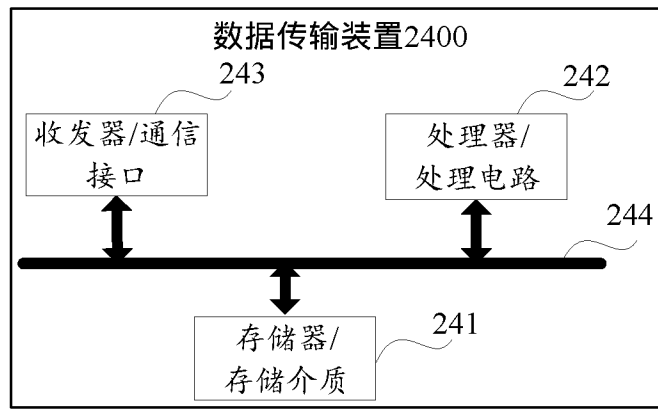 数据传输装置2400
243
收发器/通信
接口
242
处理器/
处理电路
244
存储器/
存储介质
241